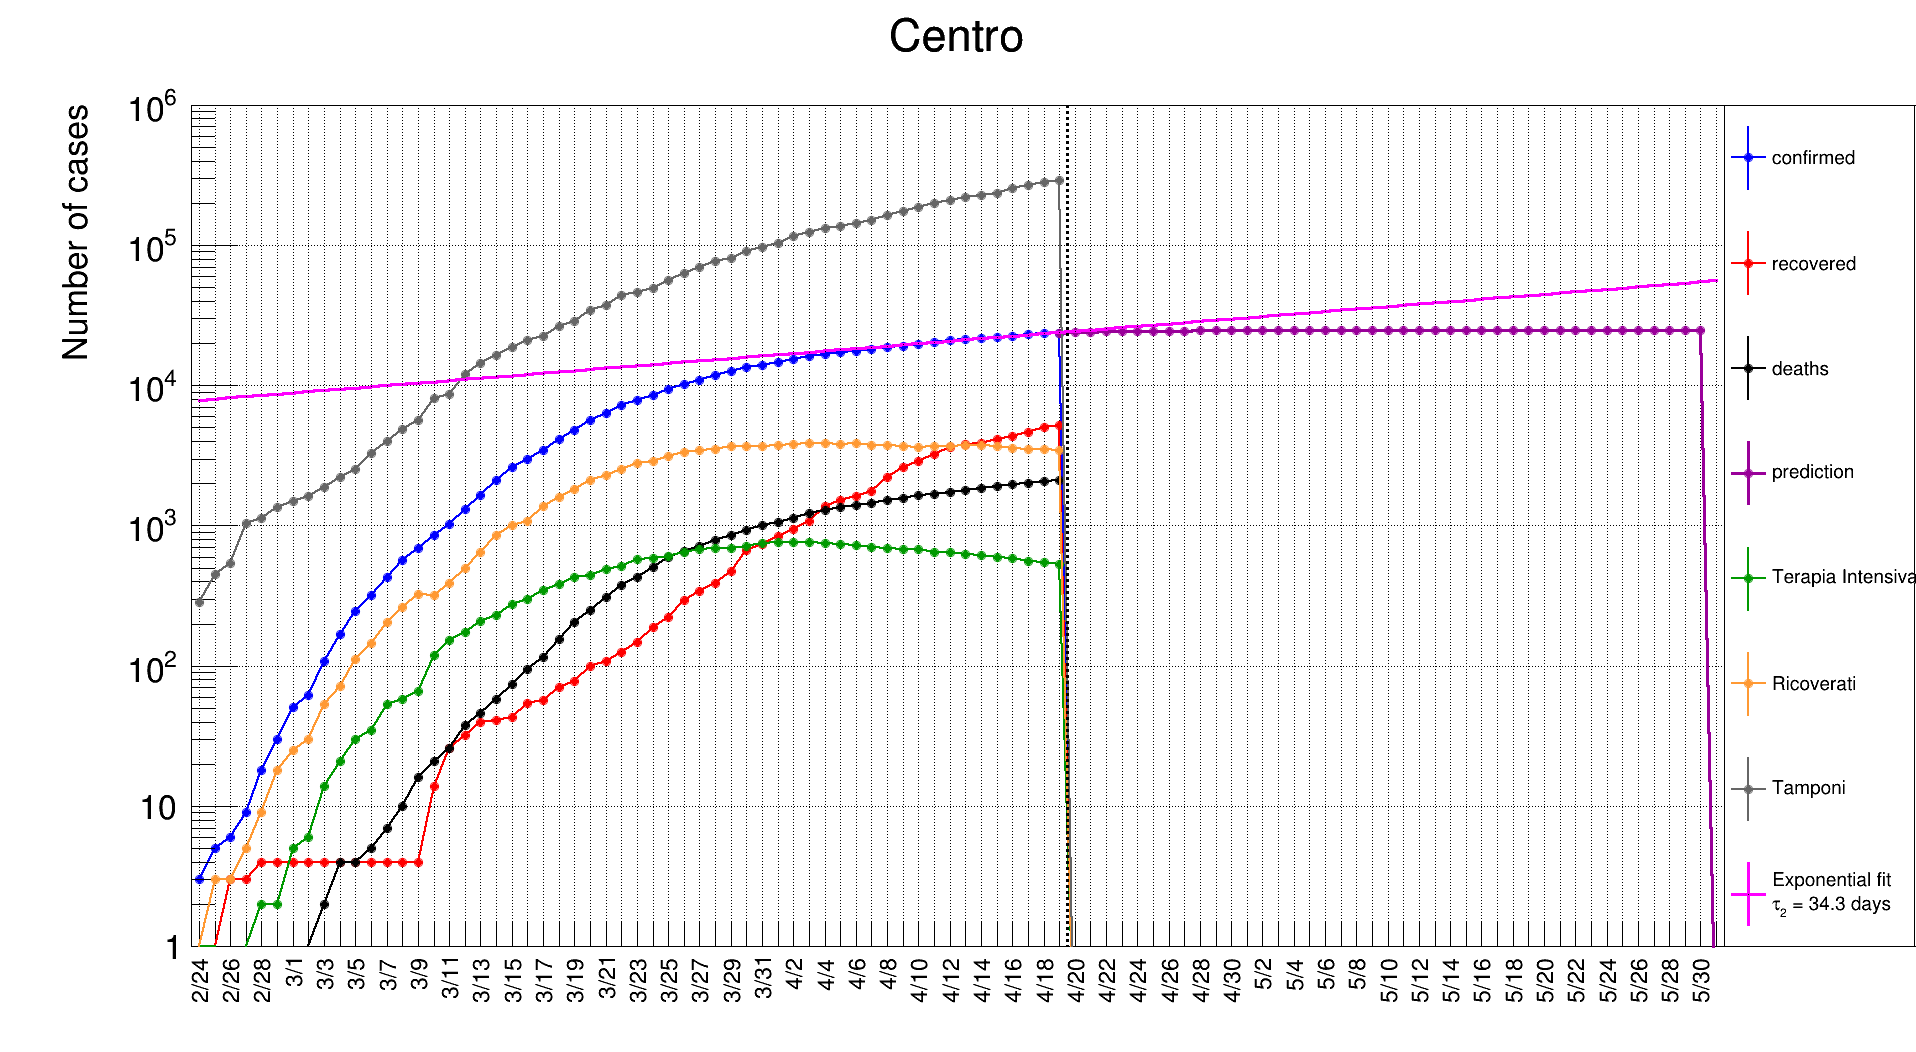 Centro
Number of cases
10^6
10^5
10^4
10^3
10^2
10
1
2/24 2/26 2/28 3/1 3/3 3/5 3/7 3/9 3/11 3/13 3/15 3/17 3/19 3/21 3/23 3/25 3/27 3/29 3/31 4/2 4/4 4/6 4/8 4/10 4/12 4/14 4/16 4/18 4/20 4/22 4/24 4/26 4/28 4/30 5/2 5/4 5/6 5/8 5/10 5/12 5/14 5/16 5/18 5/20 5/22 5/24 5/26 5/28 5/30
confirmed
recovered
deaths
prediction
Terapia Intensiva
Ricoverati
Tamponi
Exponential fit
τ₂ = 34.3 days